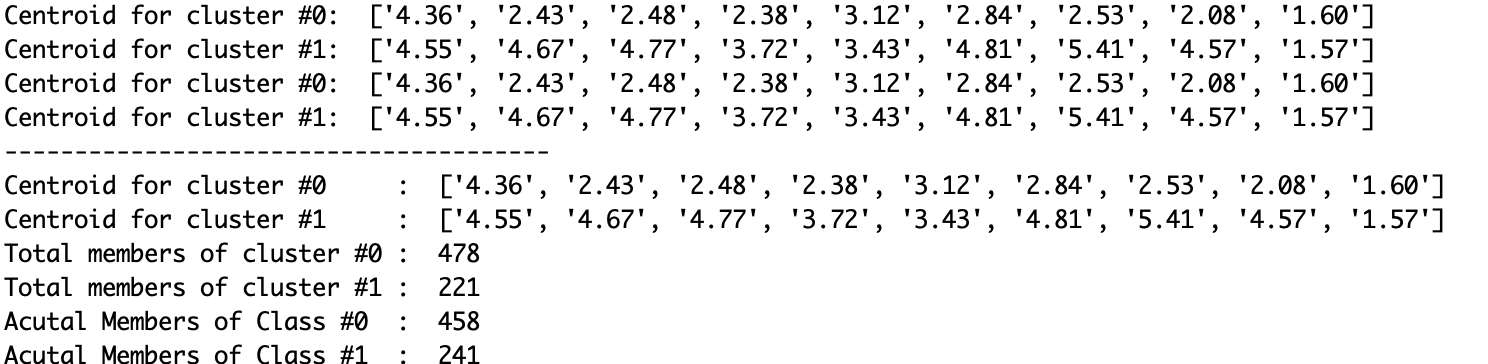 Centroid for cluster #0:  ['4.36', '2.43', '2.48', '2.38', '3.12', '2.84', '2.53', '2.08', '1.60']
Centroid for cluster #1:  ['4.55', '4.67', '4.77', '3.72', '3.43', '4.81', '5.41', '4.57', '1.57']
Centroid for cluster #0:  ['4.36', '2.43', '2.48', '2.38', '3.12', '2.84', '2.53', '2.08', '1.60']
Centroid for cluster #1:  ['4.55', '4.67', '4.77', '3.72', '3.43', '4.81', '5.41', '4.57', '1.57']
---------------------------------------
Centroid for cluster #0     :  ['4.36', '2.43', '2.48', '2.38', '3.12', '2.84', '2.53', '2.08', '1.60']
Centroid for cluster #1     :  ['4.55', '4.67', '4.77', '3.72', '3.43', '4.81', '5.41', '4.57', '1.57']
Total members of cluster #0 :  478
Total members of cluster #1 :  221
Acutal Members of Class #0  :  458
Acutal Members of Class #1  :  241